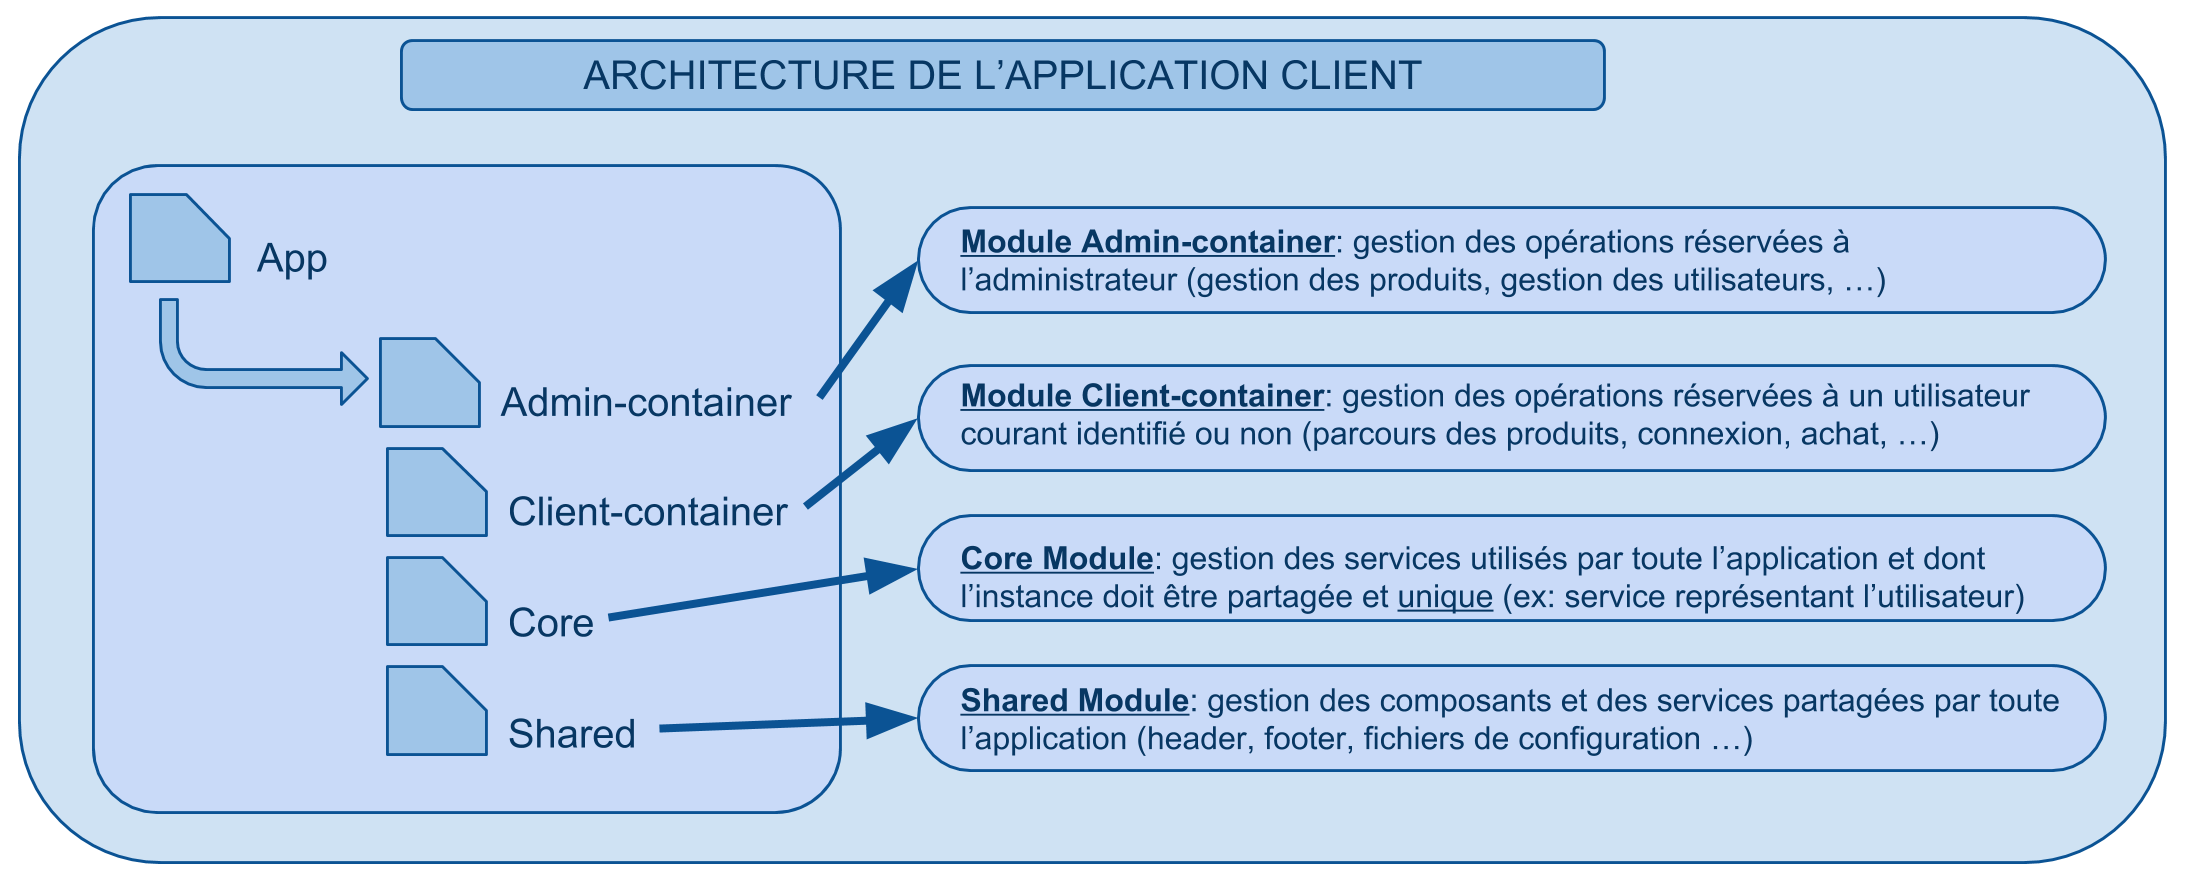 ARCHITECTURE DE L’APPLICATION CLIENT
App
Admin-container
Client-container
Core
Shared
Module Admin-container: gestion des opérations réservées à
l’administrateur (gestion des produits, gestion des utilisateurs, …)
Module Client-container: gestion des opérations réservées à un utilisateur
courant identifié ou non (parcours des produits, connexion, achat, …)
Core Module: gestion des services utilisés par toute l’application et dont
l’instance doit être partagée et unique (ex: service représentant l’utilisateur)
Shared Module: gestion des composants et des services partagées par toute
l’application (header, footer, fichiers de configuration …)